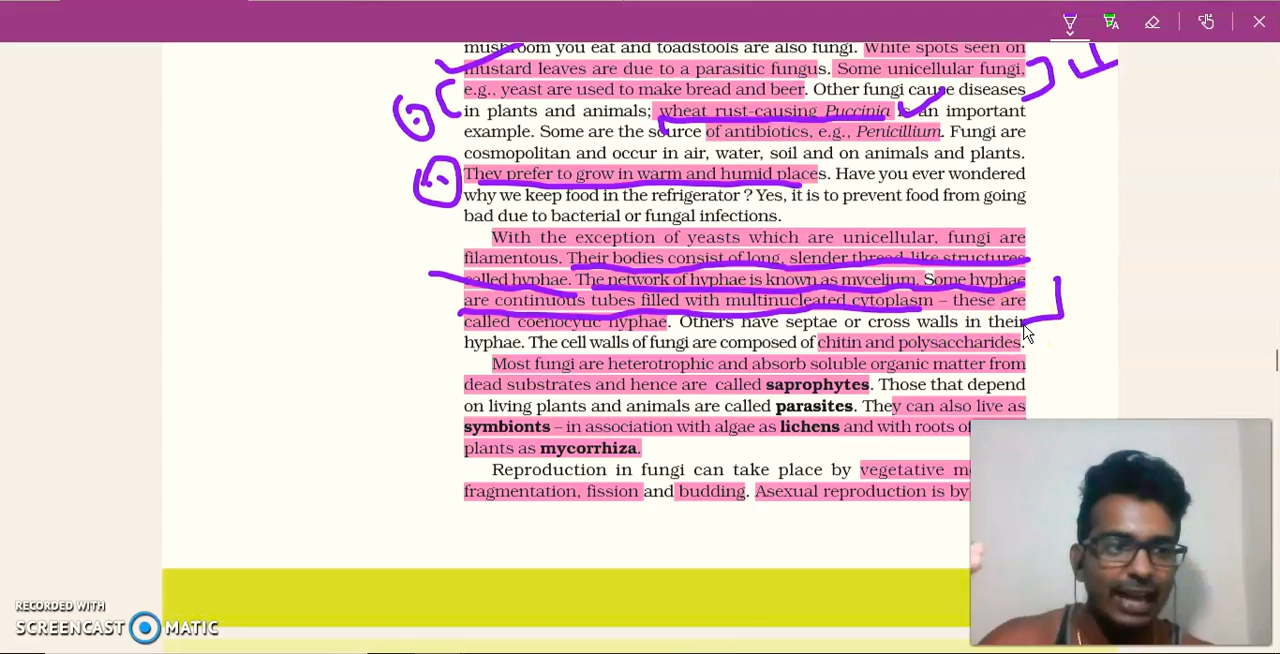 mushroom you eat and toadstools are also fungi. White spots seen on
mustard leaves are due to a parasitic fungus. Some unicellular fungi,
e.g., yeast are used to make bread and beer. Other fungi cause diseases
in plants and animals; wheat rust-causing Puccinia is an important
example. Some are the source of antibiotics, e.g., Penicillium. Fungi are
cosmopolitan and occur in air, water, soil and on animals and plants.
They prefer to grow in warm and humid places. Have you ever wondered
why we keep food in the refrigerator ? Yes, it is to prevent food from going
bad due to bacterial or fungal infections.
With the exception of yeasts which are unicellular, fungi are
filamentous. Their bodies consist of long, slender thread-like structures
called hyphae. The network of hyphae is known as mycelium. Some hyphae
are continuous tubes filled with multinucleated cytoplasm – these are
called coenocytic hyphae. Others have septae or cross walls in their
hyphae. The cell walls of fungi are composed of chitin and polysaccharides.
Most fungi are heterotrophic and absorb soluble organic matter from
dead substrates and hence are called saprophytes. Those that depend
on living plants and animals are called parasites. They can also live as
symbionts – in association with algae as lichens and with roots of
plants as mycorrhiza.
Reproduction in fungi can take place by vegetative
fragmentation, fission and budding. Asexual reproduction is by
RECORDED WITH
SCREENCAST MATIC